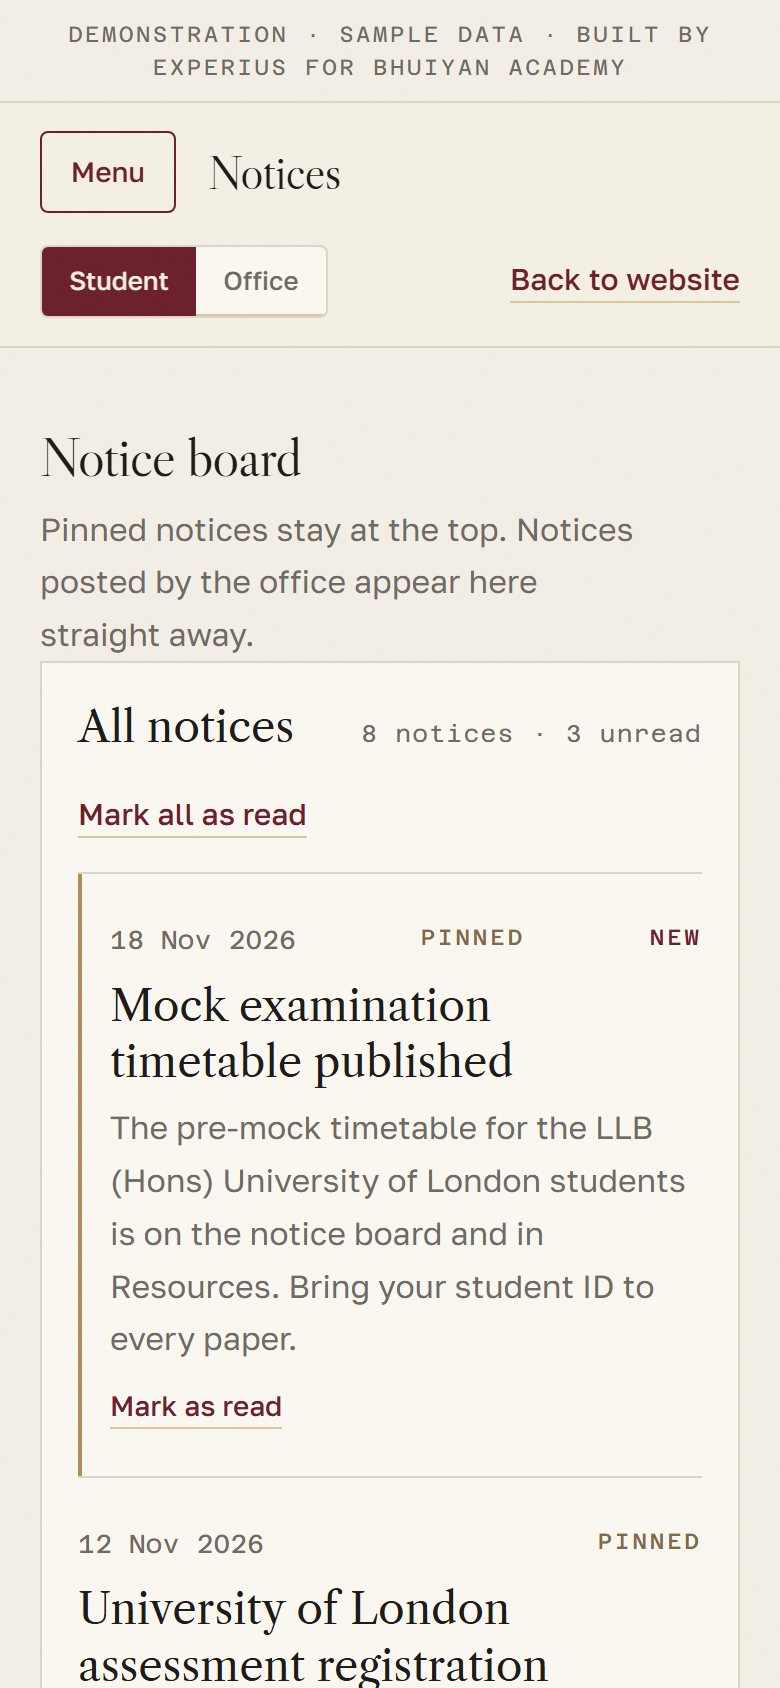 DEMONSTRATION · SAMPLE DATA · BUILT BY
EXPERIUS FOR BHUIYAN ACADEMY
Menu
Notices
Student
Office
Back to website
Notice board
Pinned notices stay at the top. Notices
posted by the office appear here
straight away.
All notices
8 notices · 3 unread
Mark all as read
18 Nov 2026
PINNED
NEW
Mock examination
timetable published
The pre-mock timetable for the LLB
(Hons) University of London students
is on the notice board and in
Resources. Bring your student ID to
every paper.
Mark as read
12 Nov 2026
PINNED
University of London
assessment registration